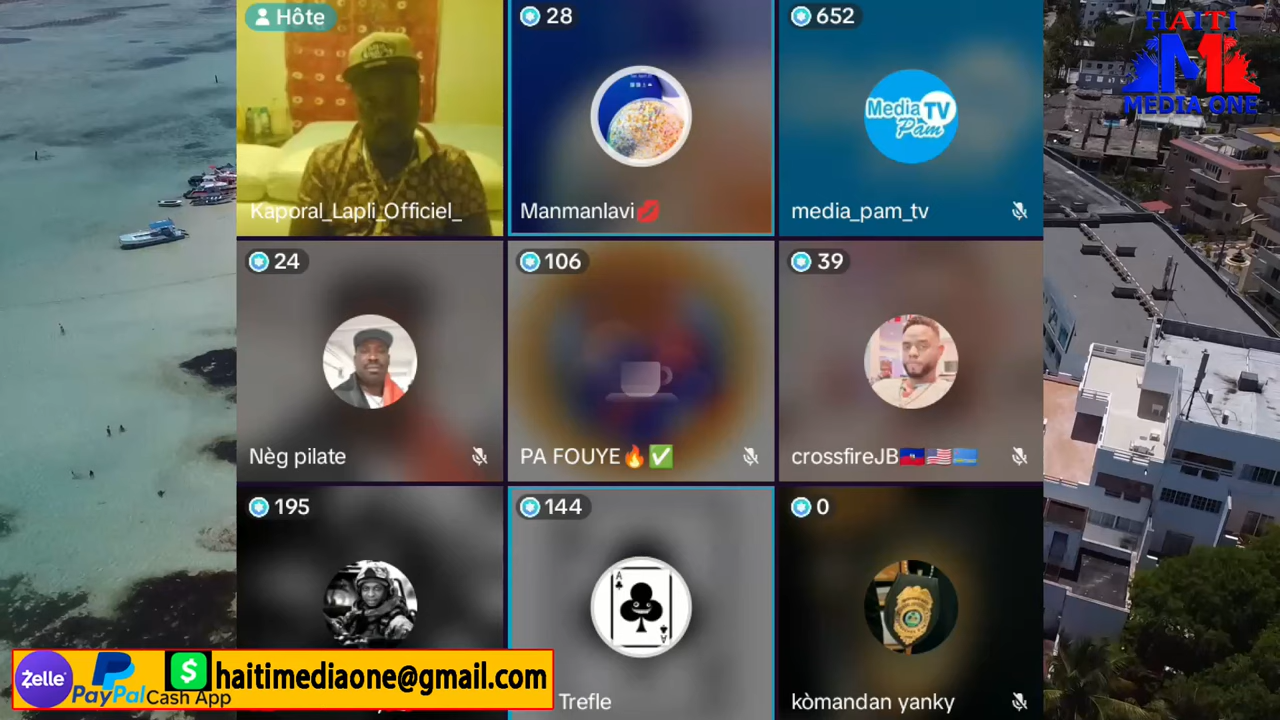 Hôte
28
652
HAITI
MEDIA ONE
Media TV
Pam
Kaporal_Lapli_Officiel_
Manmanlavi💋
media_pam_tv
24
106
39
Nèg pilate
PA FOUYE🔥✅
crossfireJB🇭🇹🇺🇸🇦🇼
195
144
0
A
A
Zelle
PayPal
$
Cash App
haitimediaone@gmail.com
Trefle
kòmandan yanky